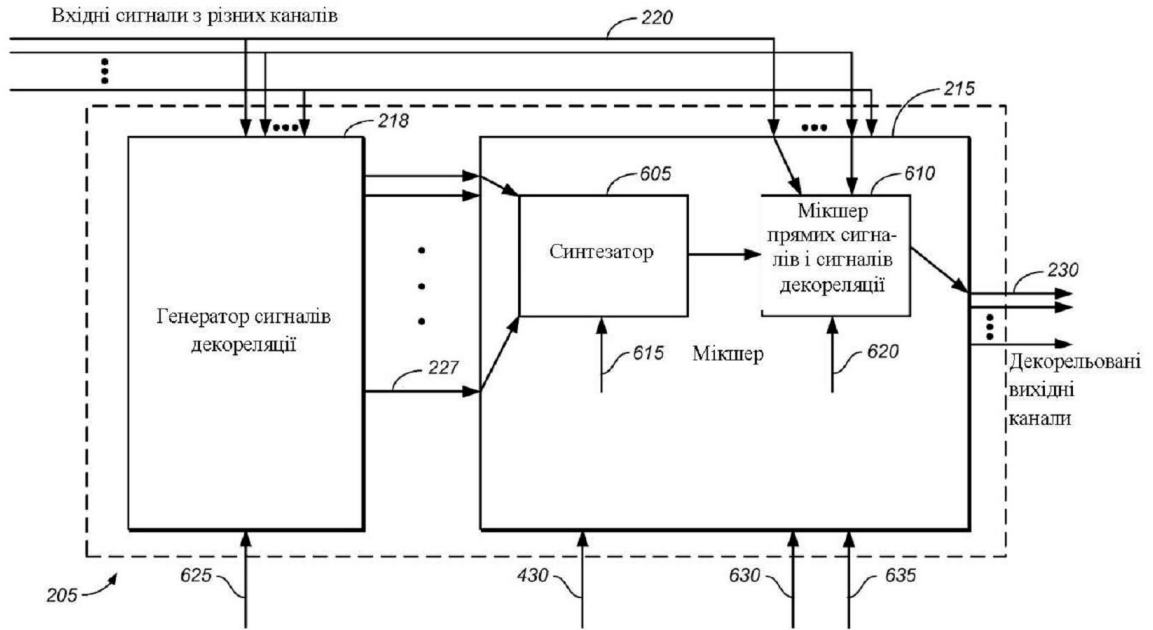 Вхідні сигнали з різних каналів
220
215
218
605
610
Синтезатор
Мікшер
прямих сигна-
лів і сигналів
декореляції
230
Генератор сигналів
декореляції
615
Мікшер
620
227
Декорельовані
вихідні
канали
205
625
430
630
635